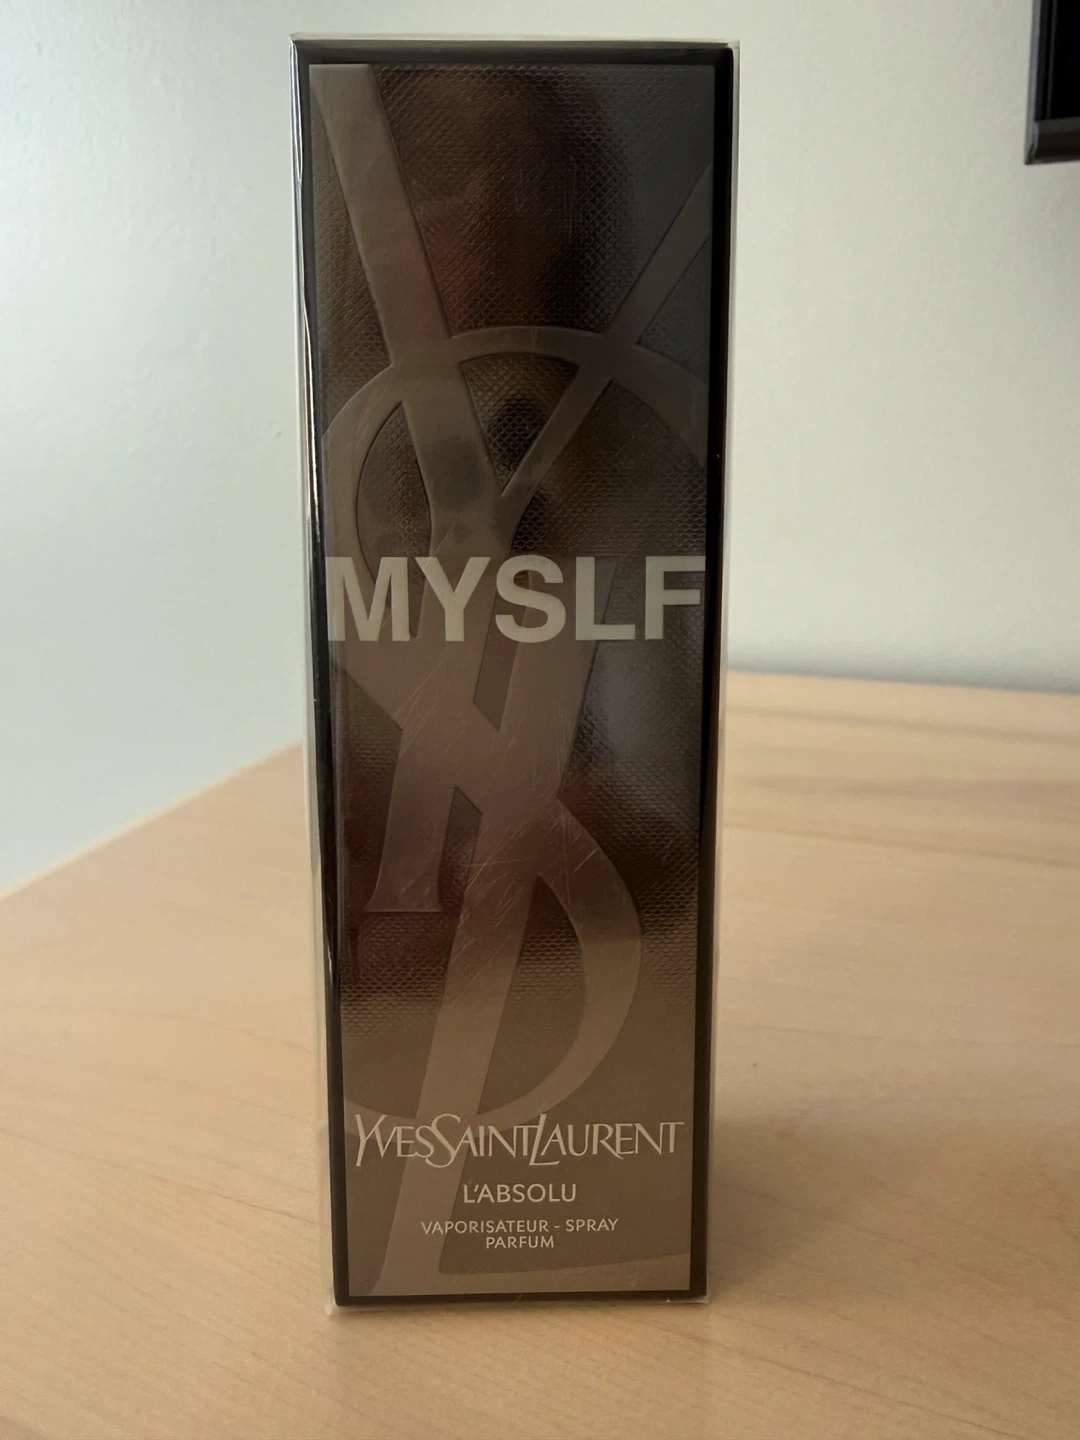 MYSLF
YVESSAINTLAURENT
L'ABSOLU
VAPORISATEUR - SPRAY
PARFUM